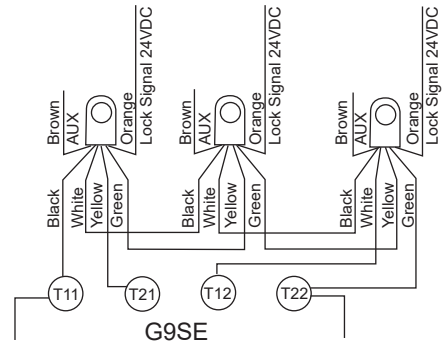 Brown
AUX
Orange
Lock Signal 24VDC
Brown
AUX
Orange
Lock Signal 24VDC
Brown
AUX
Orange
Lock Signal 24VDC
Black
White
Yellow
Green
Black
White
Yellow
Green
Black
White
Yellow
Green
T11
T21
T12
T22
G9SE